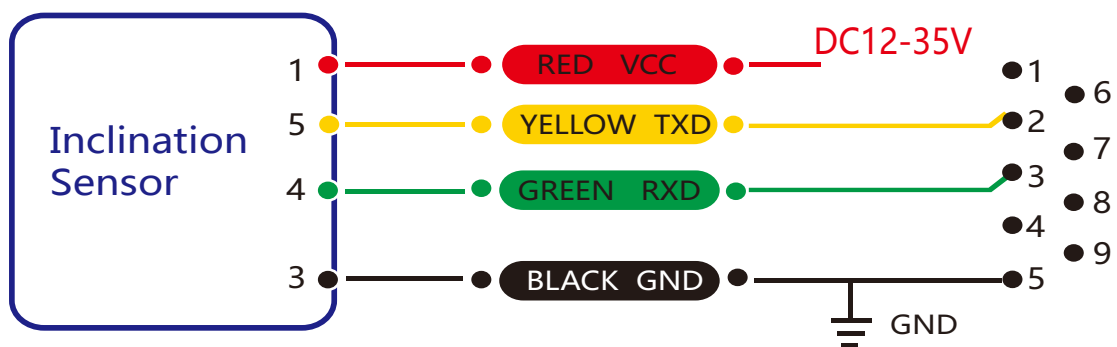 DC12-35V
1 RED VCC 1
6
5 YELLOW TXD 2
Inclination
Sensor
7
4 GREEN RXD 3
8
4
9
3 BLACK GND 5
GND